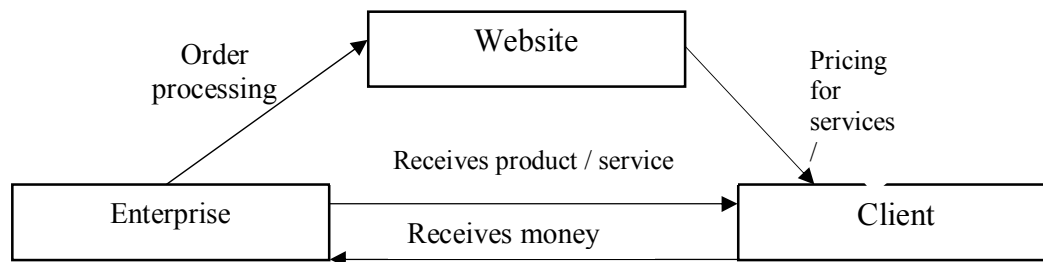 Website
Order
processing
Pricing
for
services
Receives product / service
Enterprise
Client
Receives money